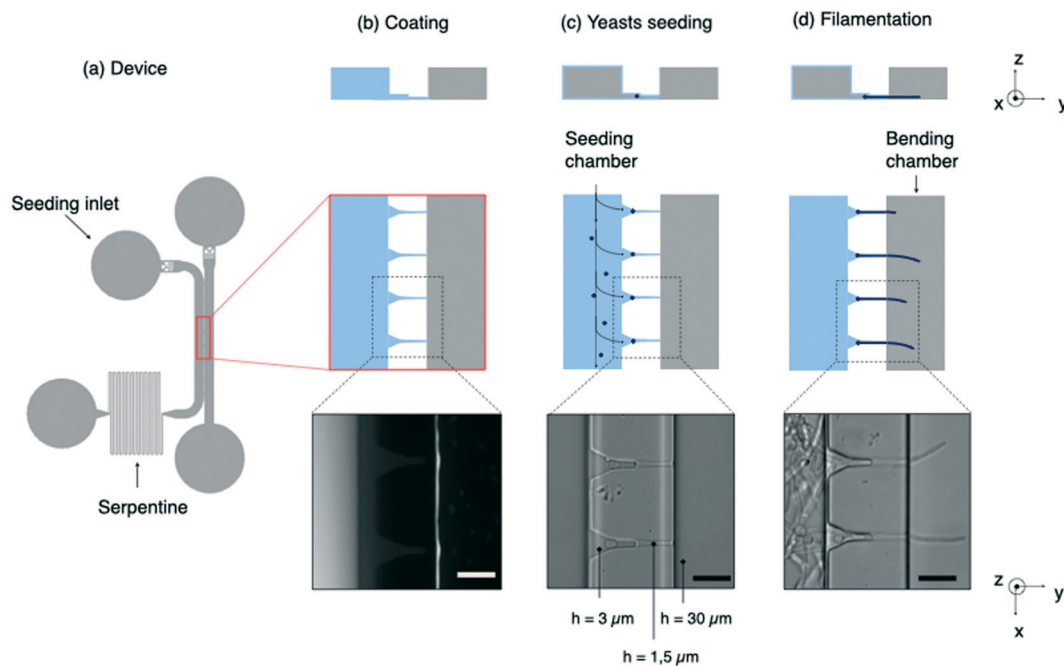 (a) Device
(b) Coating
(c) Yeasts seeding
(d) Filamentation
z
x
y
Seeding inlet
Seeding
chamber
Bending
chamber
Serpentine
h = 3 µm
h = 30 µm
h = 1,5 µm
z
y
x